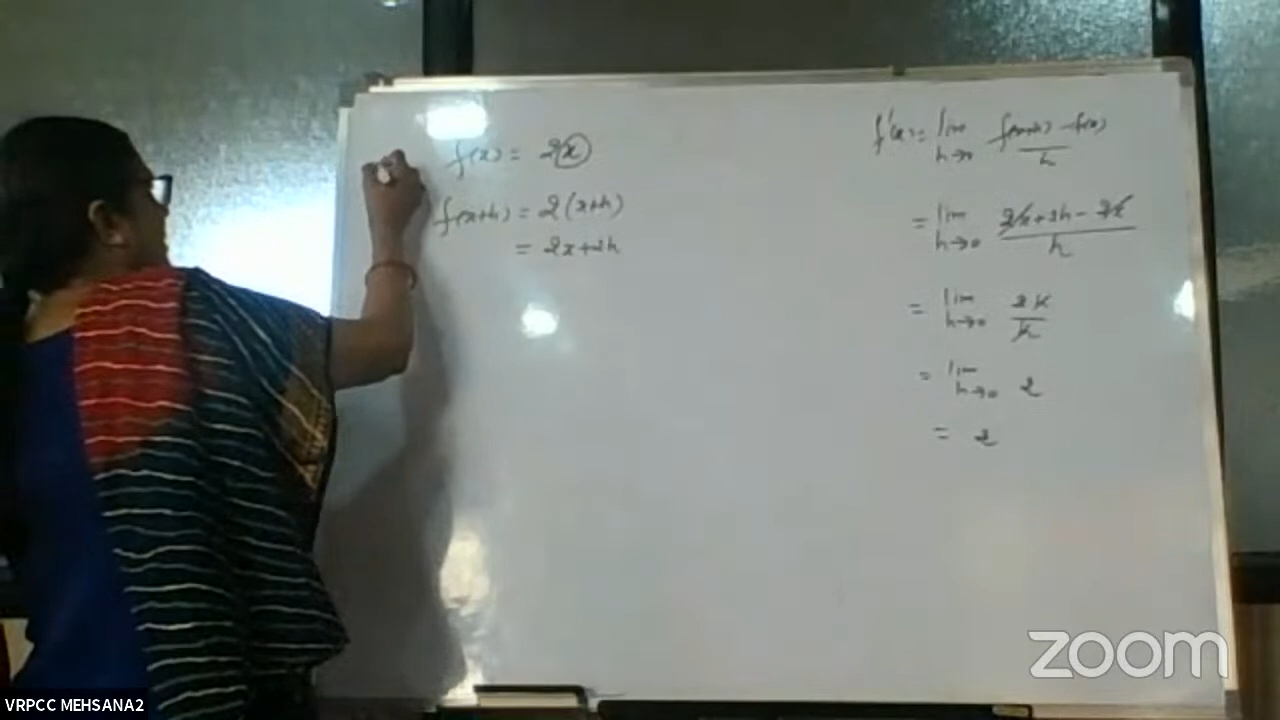 f(x) = 2x
f(x+h) = 2(x+h)
= 2x+2h
f'(x) = lim h→0 f(x+h) - f(x) / h
= lim h→0 2x+2h - 2x / h
= lim h→0 2h / h
= lim h→0 2
= 2
zoom
VRPCC MEHSANA2